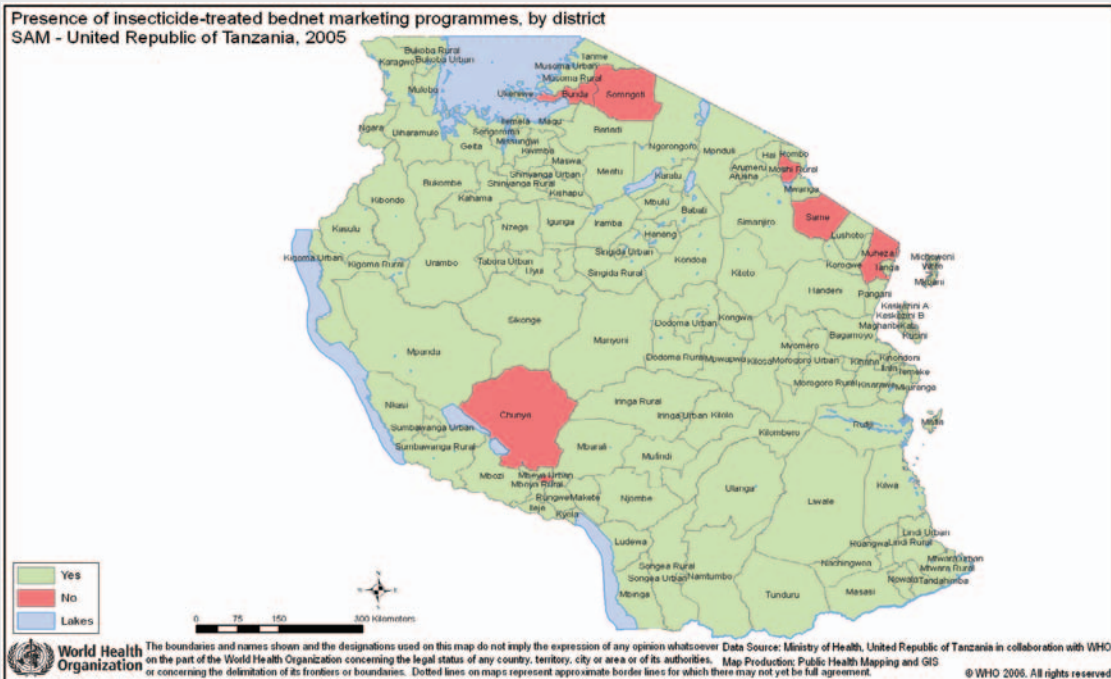 Presence of insecticide-treated bednet marketing programmes, by district
SAM - United Republic of Tanzania, 2005
Bukoba Rural
Bukoba Urban
Karagwe
Tarime
Musoma Urban
Musoma Rural
Serengeti
Bunda
Magu
Ngara
Geita
Bariadi
Ngorongoro
Monduli
Hai
Rombo
Moshi Rural
Arumeru
Arusha
Mwanga
Kwimba
Maswa
Meatu
Karatu
Shinyanga Urban
Shinyanga Rural
Kishapu
Bukombe
Kahama
Kibondo
Mbulu
Babati
Simanjiro
Same
Lushoto
Kasulu
Nzega
Igunga
Iramba
Hanang
Muheza
Tanga
Kigoma Urban
Kigoma Rural
Urambo
Tabora Urban
Uyui
Singida Urban
Singida Rural
Kondoa
Kiteto
Korogwe
Handeni
Pangani
Sikonge
Manyoni
Dodoma Urban
Kongwa
Keskazini A
Keskazini B
Kusini
Bagamoyo
Mpanda
Dodoma Rural
Mpwapwa
Kilosa
Morogoro Urban
Morogoro Rural
Kinondoni
Temeke
Mkuranga
Nkasi
Chunya
Iringa Rural
Iringa Urban
Kilolo
Rufiji
Mafia
Sumbawanga Urban
Sumbawanga Rural
Mbarali
Mufindi
Kilombero
Mbozi
Mbeya Urban
Mbeya Rural
Rungwe
Makete
Njombe
Ulanga
Kilwa
Ileje
Kyela
Ludewa
Lindi Urban
Lindi Rural
Ruangwa
Nachingwea
Songea Rural
Songea Urban
Namtumbo
Mbinga
Tunduru
Masasi
Mtwara Urban
Mtwara Rural
Newala
Tandahimba
Yes
No
Lakes
0 75 150 300 Kilometers
World Health
Organization
The boundaries and names shown and the designations used on this map do not imply the expression of any opinion whatsoever
on the part of the World Health Organization concerning the legal status of any country, territory, city or area or of its authorities,
or concerning the delimitation of its frontiers or boundaries. Dotted lines on maps represent approximate border lines for which there may not yet be full agreement.
Data Source: Ministry of Health, United Republic of Tanzania in collaboration with WHO
Map Production: Public Health Mapping and GIS
© WHO 2006. All rights reserved